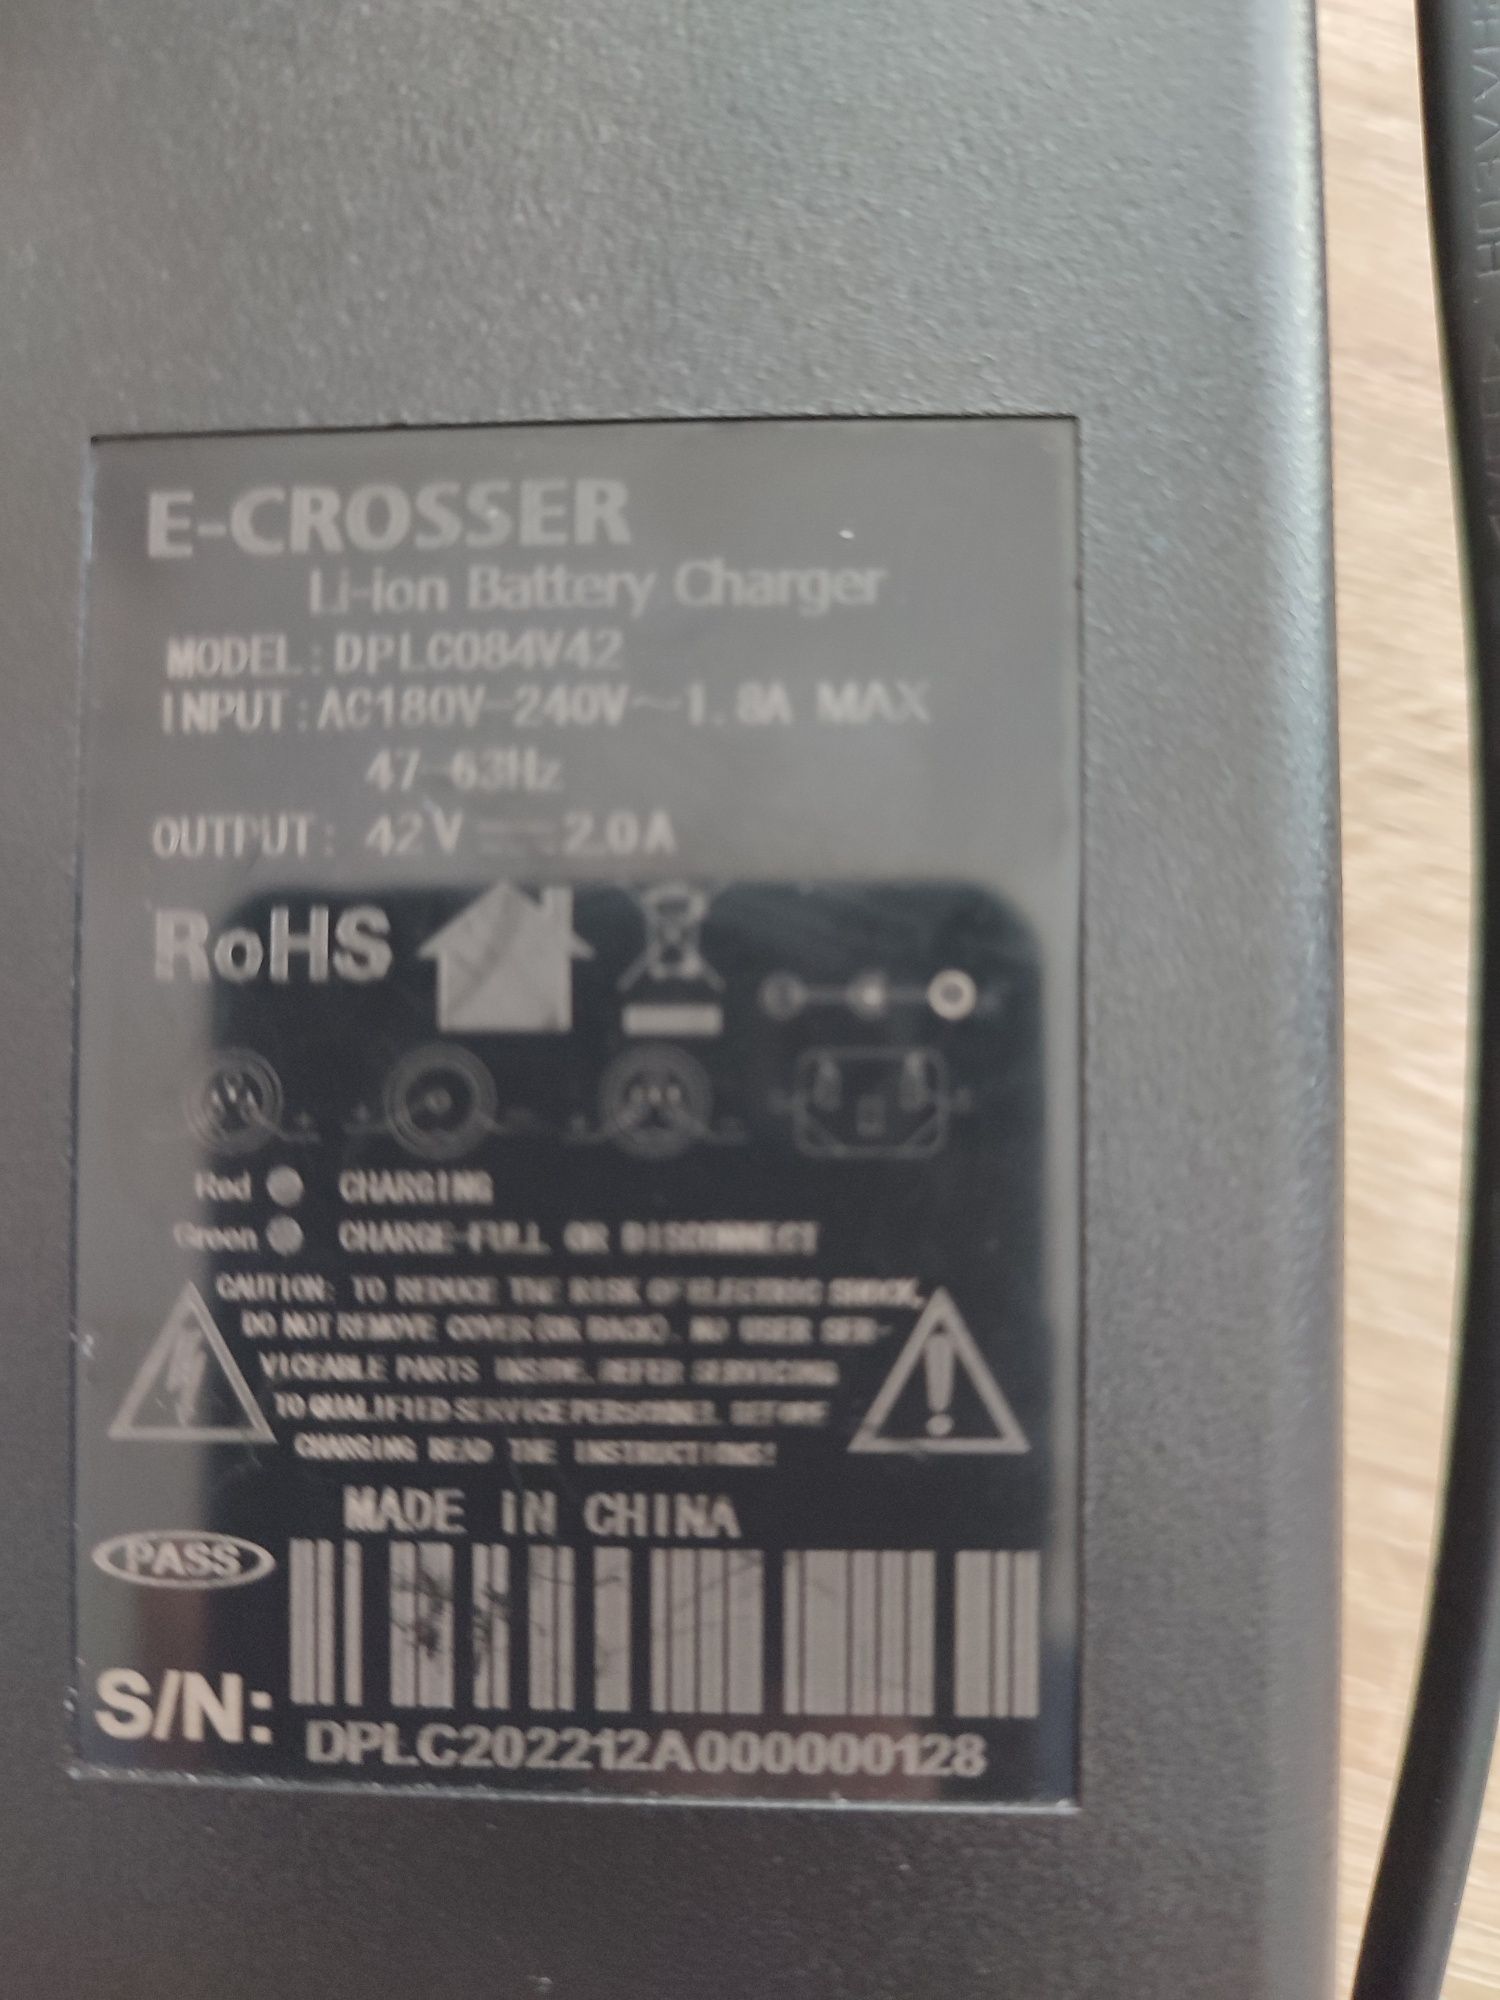 E-CROSSER
Li-ion Battery Charger
MODEL:DPLC084V42
INPUT:AC180V-240V~1.8A MAX
47-63Hz
OUTPUT: 42V 2.0A
RoHS
Red CHARGING
Green CHARGE-FULL OR DISCONNECT
CAUTION: TO REDUCE THE RISK OF ELECTRIC SHOCK,
DO NOT REMOVE COVER(OR BACK). NO USER SER-
VICEABLE PARTS INSIDE. REFER SERVICING
TO QUALIFIED SERVICE PERSONNEL. BEFORE
CHARGING READ THE INSTRUCTIONS!
MADE IN CHINA
PASS
S/N:
DPLC202212A000000128